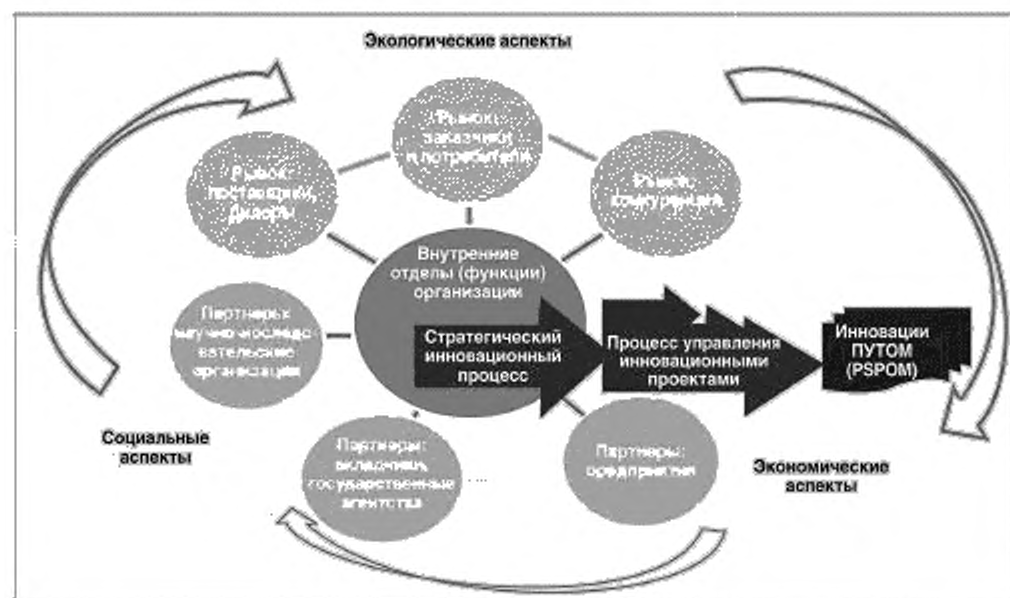 Экологические аспекты
Рынок:
заказчики
и потребители
Рынок:
поставщики,
Дилеры
Рынок:
конкуренция
Внутренние
отделы (функции)
организации
Партнеры:
научно-исследо-
вательские
организации
Стратегический
инновационный
процесс
Процесс управления
инновационными
проектами
Инновации
ПУТОМ
(PSPOM)
Социальные
аспекты
Партнеры:
вкладчики,
государственные
агентства
Партнеры:
предприятия
Экономические
аспекты